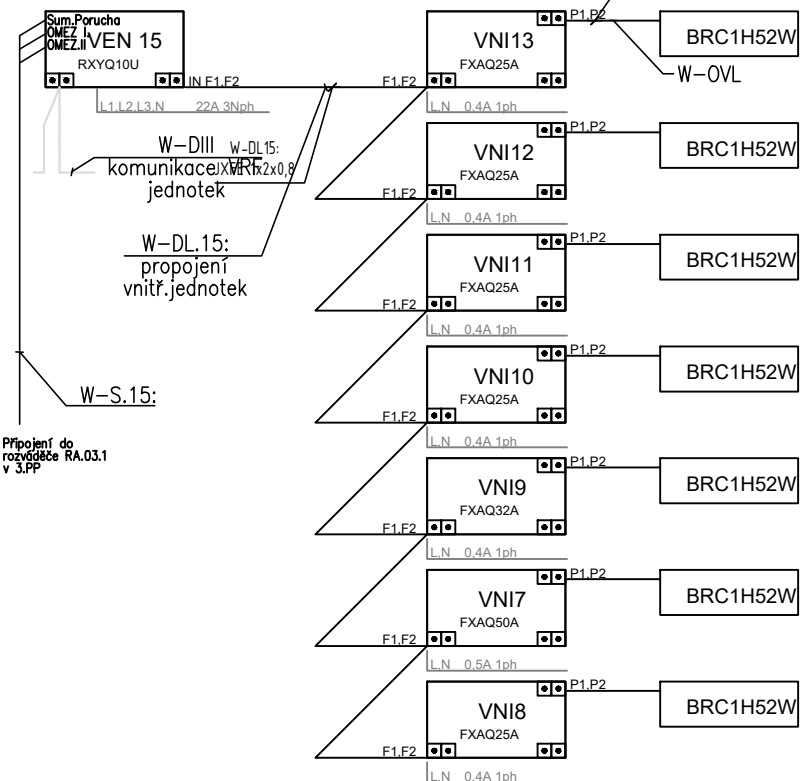 Sum.Porucha
OMEZ I.
OMEZ.II
VEN 15
RXYQ10U
IN F1,F2
L1,L2,L3,N 22A 3Nph
W-DIII
komunikace VRF
jednotek
W-DL15:
W-DL.15:
propojení
vnitř.jednotek
W-S.15:
Připojení do
rozváděče RA.03.1
v 3.PP
VNI13
FXAQ25A
F1,F2
P1,P2
L,N 0,4A 1ph
BRC1H52W
W-OVL
VNI12
FXAQ25A
F1,F2
P1,P2
L,N 0,4A 1ph
BRC1H52W
VNI11
FXAQ25A
F1,F2
P1,P2
L,N 0,4A 1ph
BRC1H52W
VNI10
FXAQ25A
F1,F2
P1,P2
L,N 0,4A 1ph
BRC1H52W
VNI9
FXAQ32A
F1,F2
P1,P2
L,N 0,4A 1ph
BRC1H52W
VNI7
FXAQ50A
F1,F2
P1,P2
L,N 0,5A 1ph
BRC1H52W
VNI8
FXAQ25A
F1,F2
P1,P2
L,N 0,4A 1ph
BRC1H52W